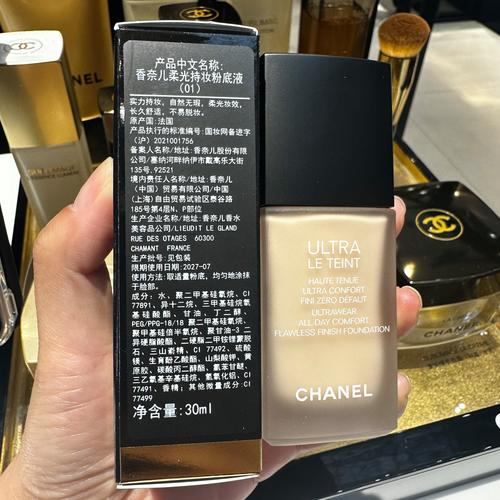 产品中文名称:
香奈儿柔光持妆粉底液
(01)
实力持妆，自然无瑕，柔光妆效，
长久舒适，不易脱妆。
原产国:法国
产品执行的标准编号:国妆网备进字
（沪）2021001756
备案人名称/地址:香奈儿股份有限
公司/塞纳河畔纳伊市戴高乐大街
135号,92521
境内责任人名称/地址:香奈儿
（中国）贸易有限公司/中国
(上海)自由贸易试验区泰谷路
185号第4层N、P部位
生产企业名称/地址:香奈儿香水
美容品公司/LIEUDIT LE GLAND
RUE DES OTAGES 60300
CHAMANT FRANCE
生产批号:见包装
限期使用日期:2027-07
使用方法:取适量粉底，均匀地涂抹
于脸部。
成分：水、聚二甲基硅氧烷、CI
77891、异十二烷、三甲基硅氧烷
基硅酸酯、甘油、丁二醇、
PEG/PPG-18/18 聚二甲基硅氧烷、
聚甲基硅倍半氧烷、聚甘油-3 二
异硬脂酸酯、二硬脂二甲铵锂蒙脱
石、三山嵛精、CI 77492、硫酸
镁、生育酚乙酸酯、山梨酸钾、黄
原胶、碳酸丙二醇酯、氯苯甘醚、
三乙氧基辛基硅烷、氢氧化铝、CI
77491、香精；其他微量成分:CI
77499
净含量:30ml
ULTRA
LE TEINT
HAUTE TENUE
ULTRA CONFORT
FINI ZÉRO DÉFAUT
ULTRAWEAR
ALL DAY COMFORT
FLAWLESS FINISH FOUNDATION
CHANEL
CHANEL